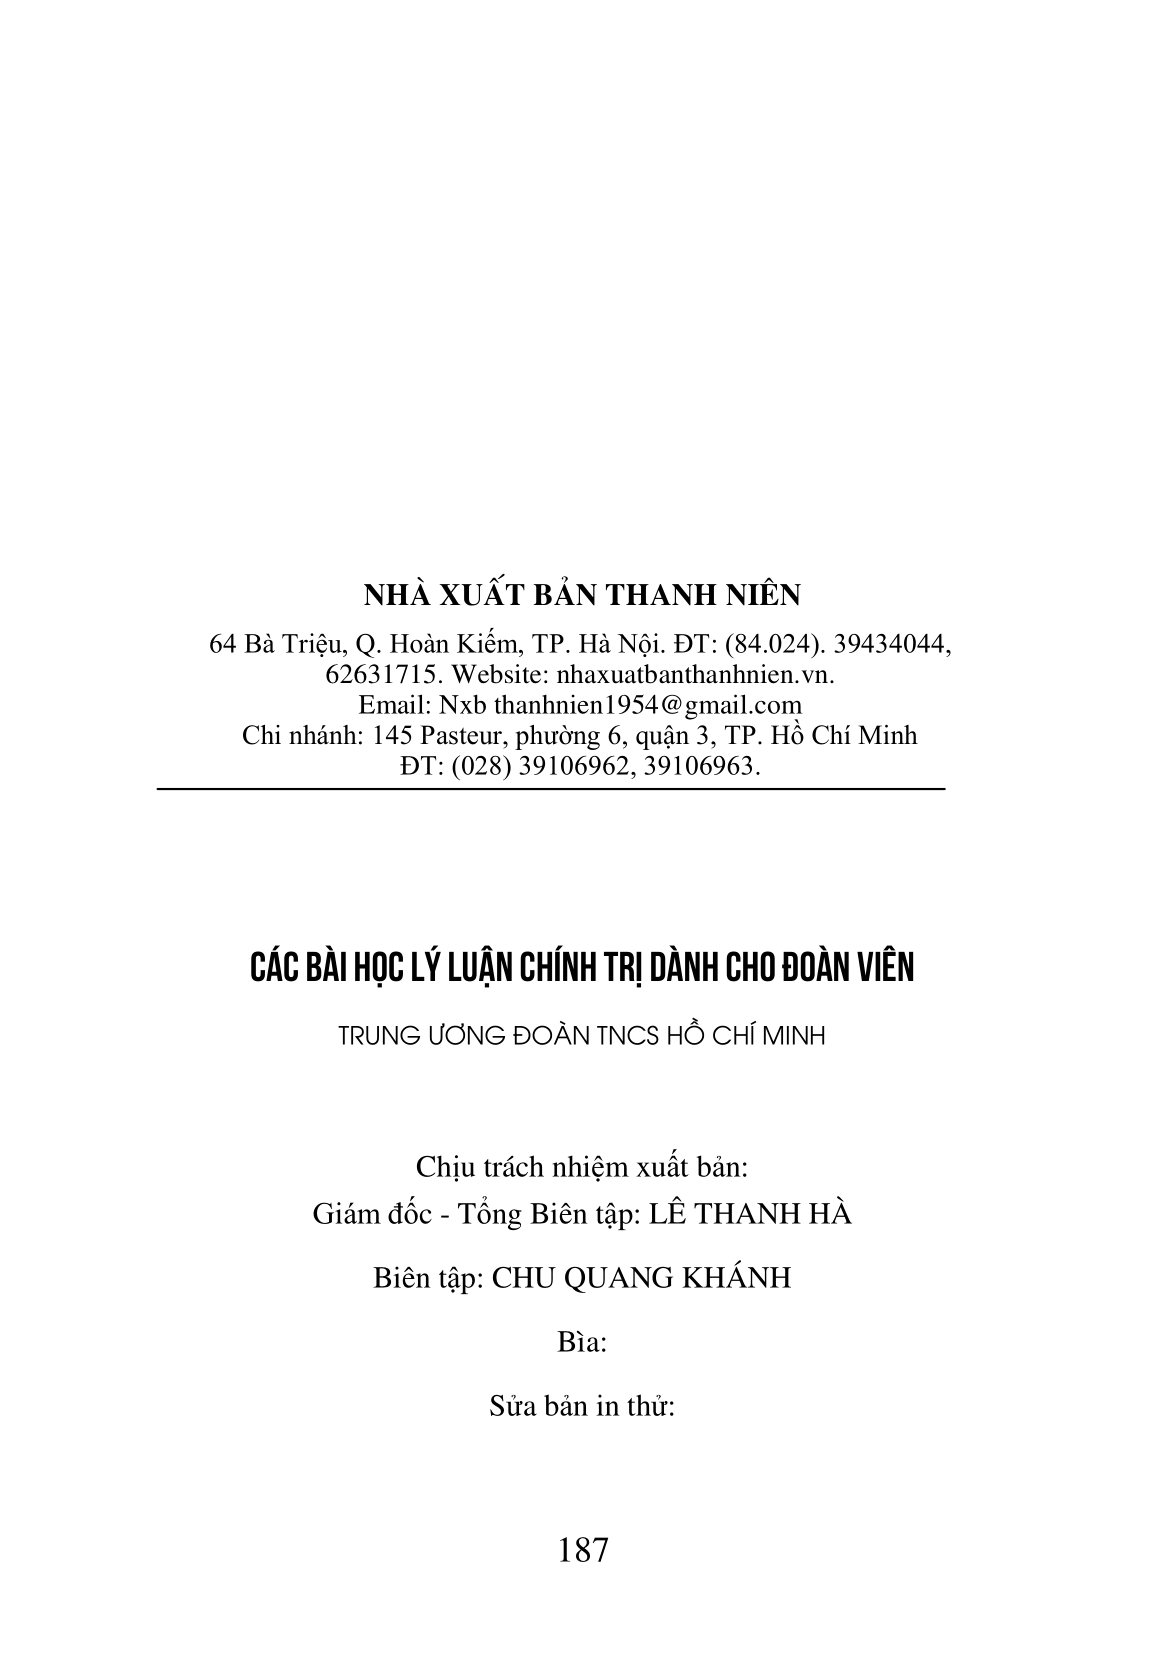 NHÀ XUẤT BẢN THANH NIÊN
64 Bà Triệu, Q. Hoàn Kiếm, TP. Hà Nội. ĐT: (84.024). 39434044,
62631715. Website: nhaxuatbanthanhnien.vn.
Email: Nxb thanhnien1954@gmail.com
Chi nhánh: 145 Pasteur, phường 6, quận 3, TP. Hồ Chí Minh
ĐT: (028) 39106962, 39106963.
CÁC BÀI HỌC LÝ LUẬN CHÍNH TRỊ DÀNH CHO ĐOÀN VIÊN
TRUNG ƯƠNG ĐOÀN TNCS HỒ CHÍ MINH
Chịu trách nhiệm xuất bản:
Giám đốc - Tổng Biên tập: LÊ THANH HÀ
Biên tập: CHU QUANG KHÁNH
Bìa:
Sửa bản in thử:
187